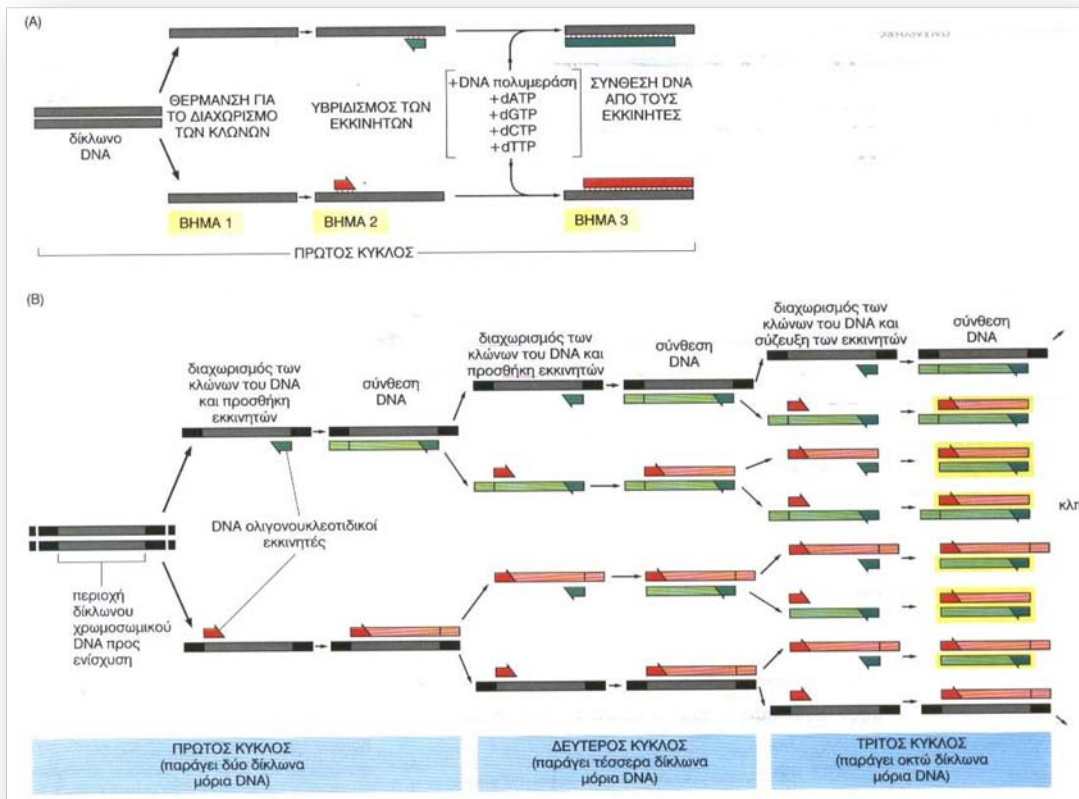 (A)
δίκλωνο
DNA
ΘΕΡΜΑΝΣΗ ΓΙΑ
ΤΟ ΔΙΑΧΩΡΙΣΜΟ
ΤΩΝ ΚΛΩΝΩΝ
ΥΒΡΙΔΙΣΜΟΣ ΤΩΝ
ΕΚΚΙΝΗΤΩΝ
+DNA πολυμεράση
+dATP
+dGTP
+dCTP
+dTTP
ΣΥΝΘΕΣΗ DNA
ΑΠΟ ΤΟΥΣ
ΕΚΚΙΝΗΤΕΣ
ΒΗΜΑ 1
ΒΗΜΑ 2
ΒΗΜΑ 3
ΠΡΩΤΟΣ ΚΥΚΛΟΣ
(B)
διαχωρισμός των
κλώνων του DNA
και προσθήκη
εκκινητών
σύνθεση
DNA
διαχωρισμός των
κλώνων του DNA και
προσθήκη εκκινητών
σύνθεση
DNA
διαχωρισμός των
κλώνων του DNA και
σύζευξη των εκκινητών
σύνθεση
DNA
DNA ολιγονουκλεοτιδικοί
εκκινητές
περιοχή
δίκλωνου
χρωμοσωμικού
DNA προς
ενίσχυση
ΠΡΩΤΟΣ ΚΥΚΛΟΣ
(παράγει δύο δίκλωνα
μόρια DNA)
ΔΕΥΤΕΡΟΣ ΚΥΚΛΟΣ
(παράγει τέσσερα δίκλωνα
μόρια DNA)
ΤΡΙΤΟΣ ΚΥΚΛΟΣ
(παράγει οκτώ δίκλωνα
μόρια DNA)